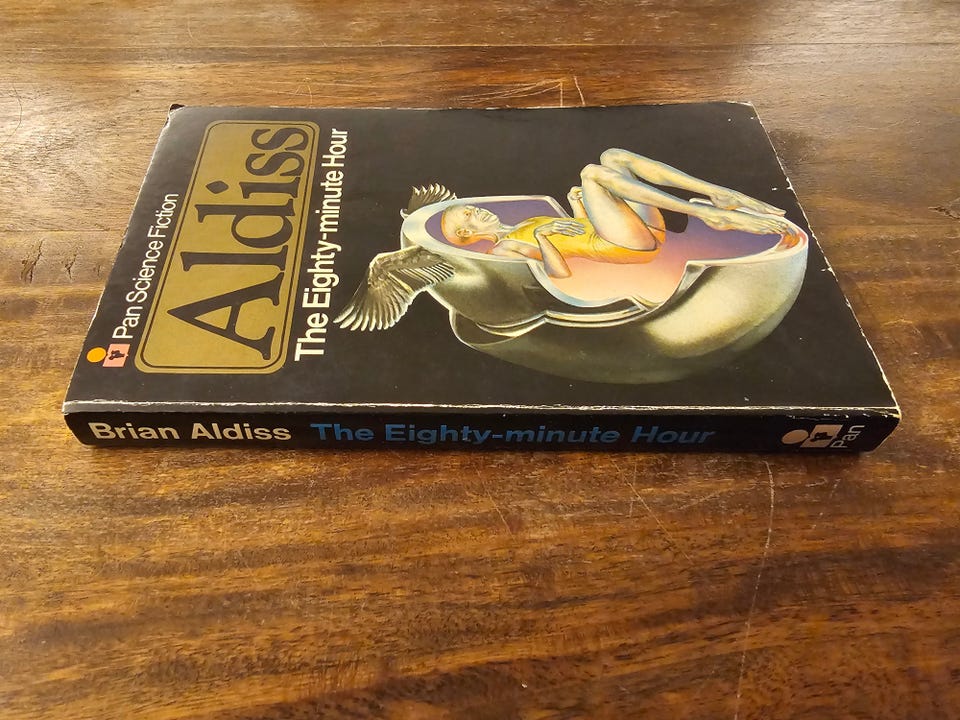 Pan Science Fiction
Aldiss
The Eighty-minute Hour
Brian Aldiss The Eighty-minute Hour Pan